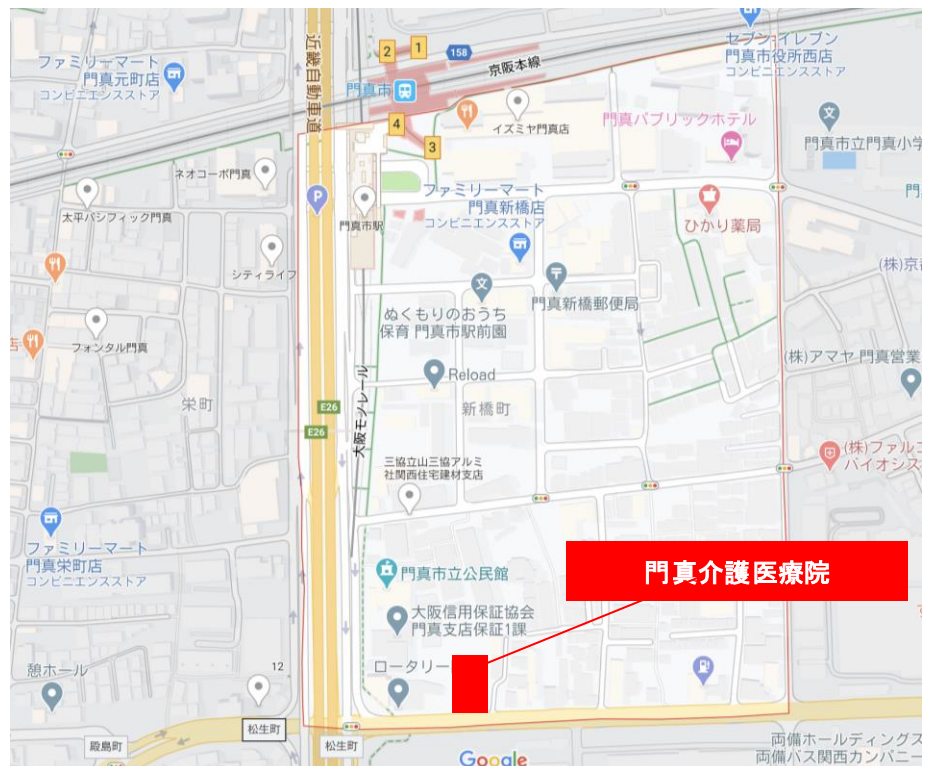 セブン-イレブン
門真市役所西店
コンビニエンスストア
ファミリーマート
門真元町店
コンビニエンスストア
近畿自動車道
2
1
158
京阪本線
門真市
4
3
イズミヤ門真店
門真パブリックホテル
門真市立門真小学
ネオコーポ門真
太平パシフィック門真
P
門真市駅
ファミリーマート
門真新橋店
コンビニエンスストア
ひかり薬局
門
シティライフ
(株)京都
ぬくもりのおうち
保育 門真市駅前園
門真新橋郵便局
店
フォンタル門真
Reload
(株)アマヤ 門真営業
栄町
E26
E26
大阪モノレール
新橋町
三協立山三協アルミ
社関西住宅建材支店
(株)ファルコ
バイオシス
ファミリーマート
門真栄町店
コンビニエンスストア
門真市立公民館
門真介護医療院
大阪信用保証協会
門真支店保証1課
憩ホール
12
ロータリー
松生町
殿島町
松生町
Google
両備ホールディングス
両備バス関西カンパニー